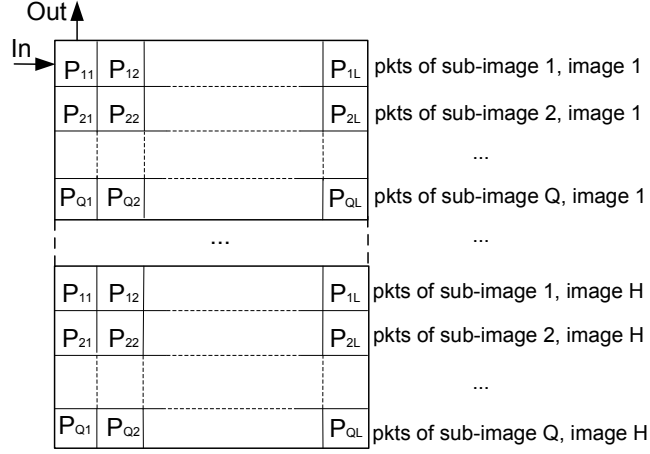 Out
In
P11 P12 P1L pkts of sub-image 1, image 1
P21 P22 P2L pkts of sub-image 2, image 1
...
PQ1 PQ2 PQL pkts of sub-image Q, image 1
... ...
P11 P12 P1L pkts of sub-image 1, image H
P21 P22 P2L pkts of sub-image 2, image H
...
PQ1 PQ2 PQL pkts of sub-image Q, image H